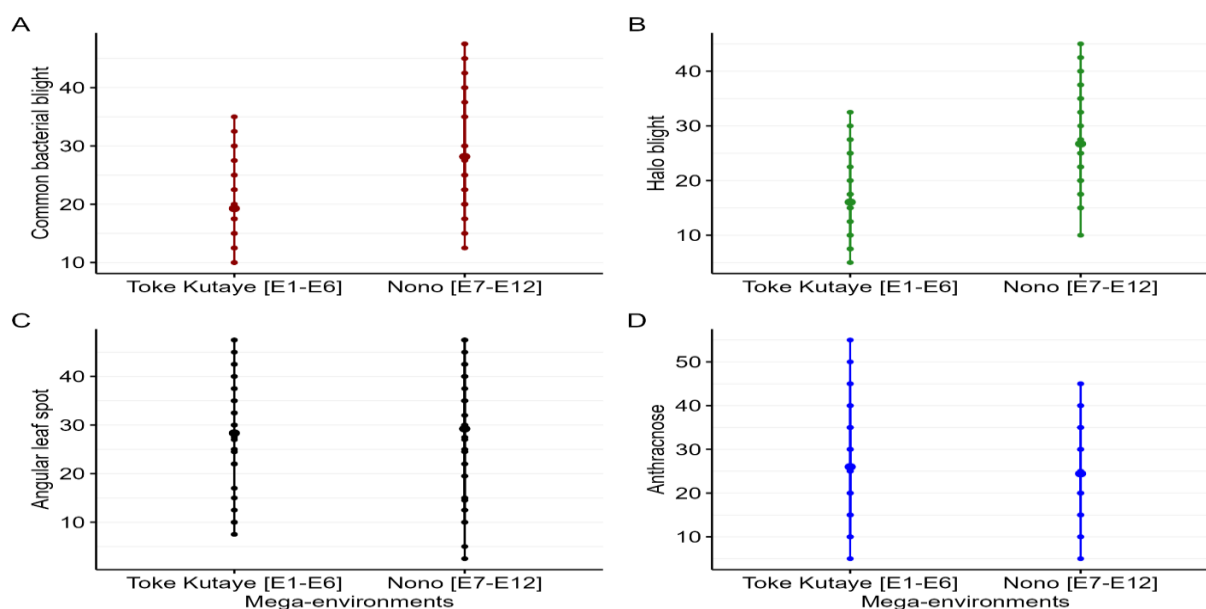 A
Common bacterial blight
40
30
20
10
Toke Kutaye [E1-E6] Nono [E7-E12]
B
Halo blight
40
30
20
10
Toke Kutaye [E1-E6] Nono [E7-E12]
C
Angular leaf spot
40
30
20
10
Toke Kutaye [E1-E6] Nono [E7-E12]
Mega-environments
D
Anthracnose
50
40
30
20
10
Toke Kutaye [E1-E6] Nono [E7-E12]
Mega-environments